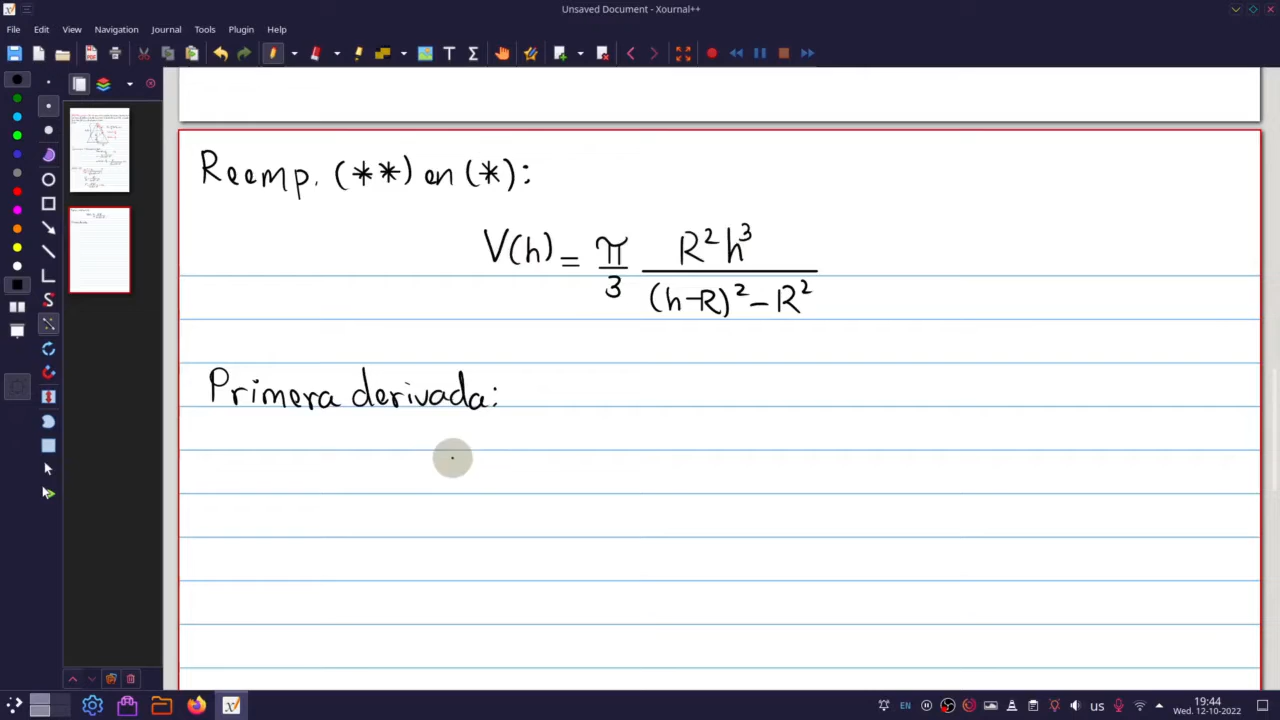 Unsaved Document - Xournal++
File Edit View Navigation Journal Tools Plugin Help
Reemp. (**) en (*):
V(h) = π/3 R²h³/((h-R)²-R²)
Primera derivada:
EN
us
19:44
Wed. 12-10-2022